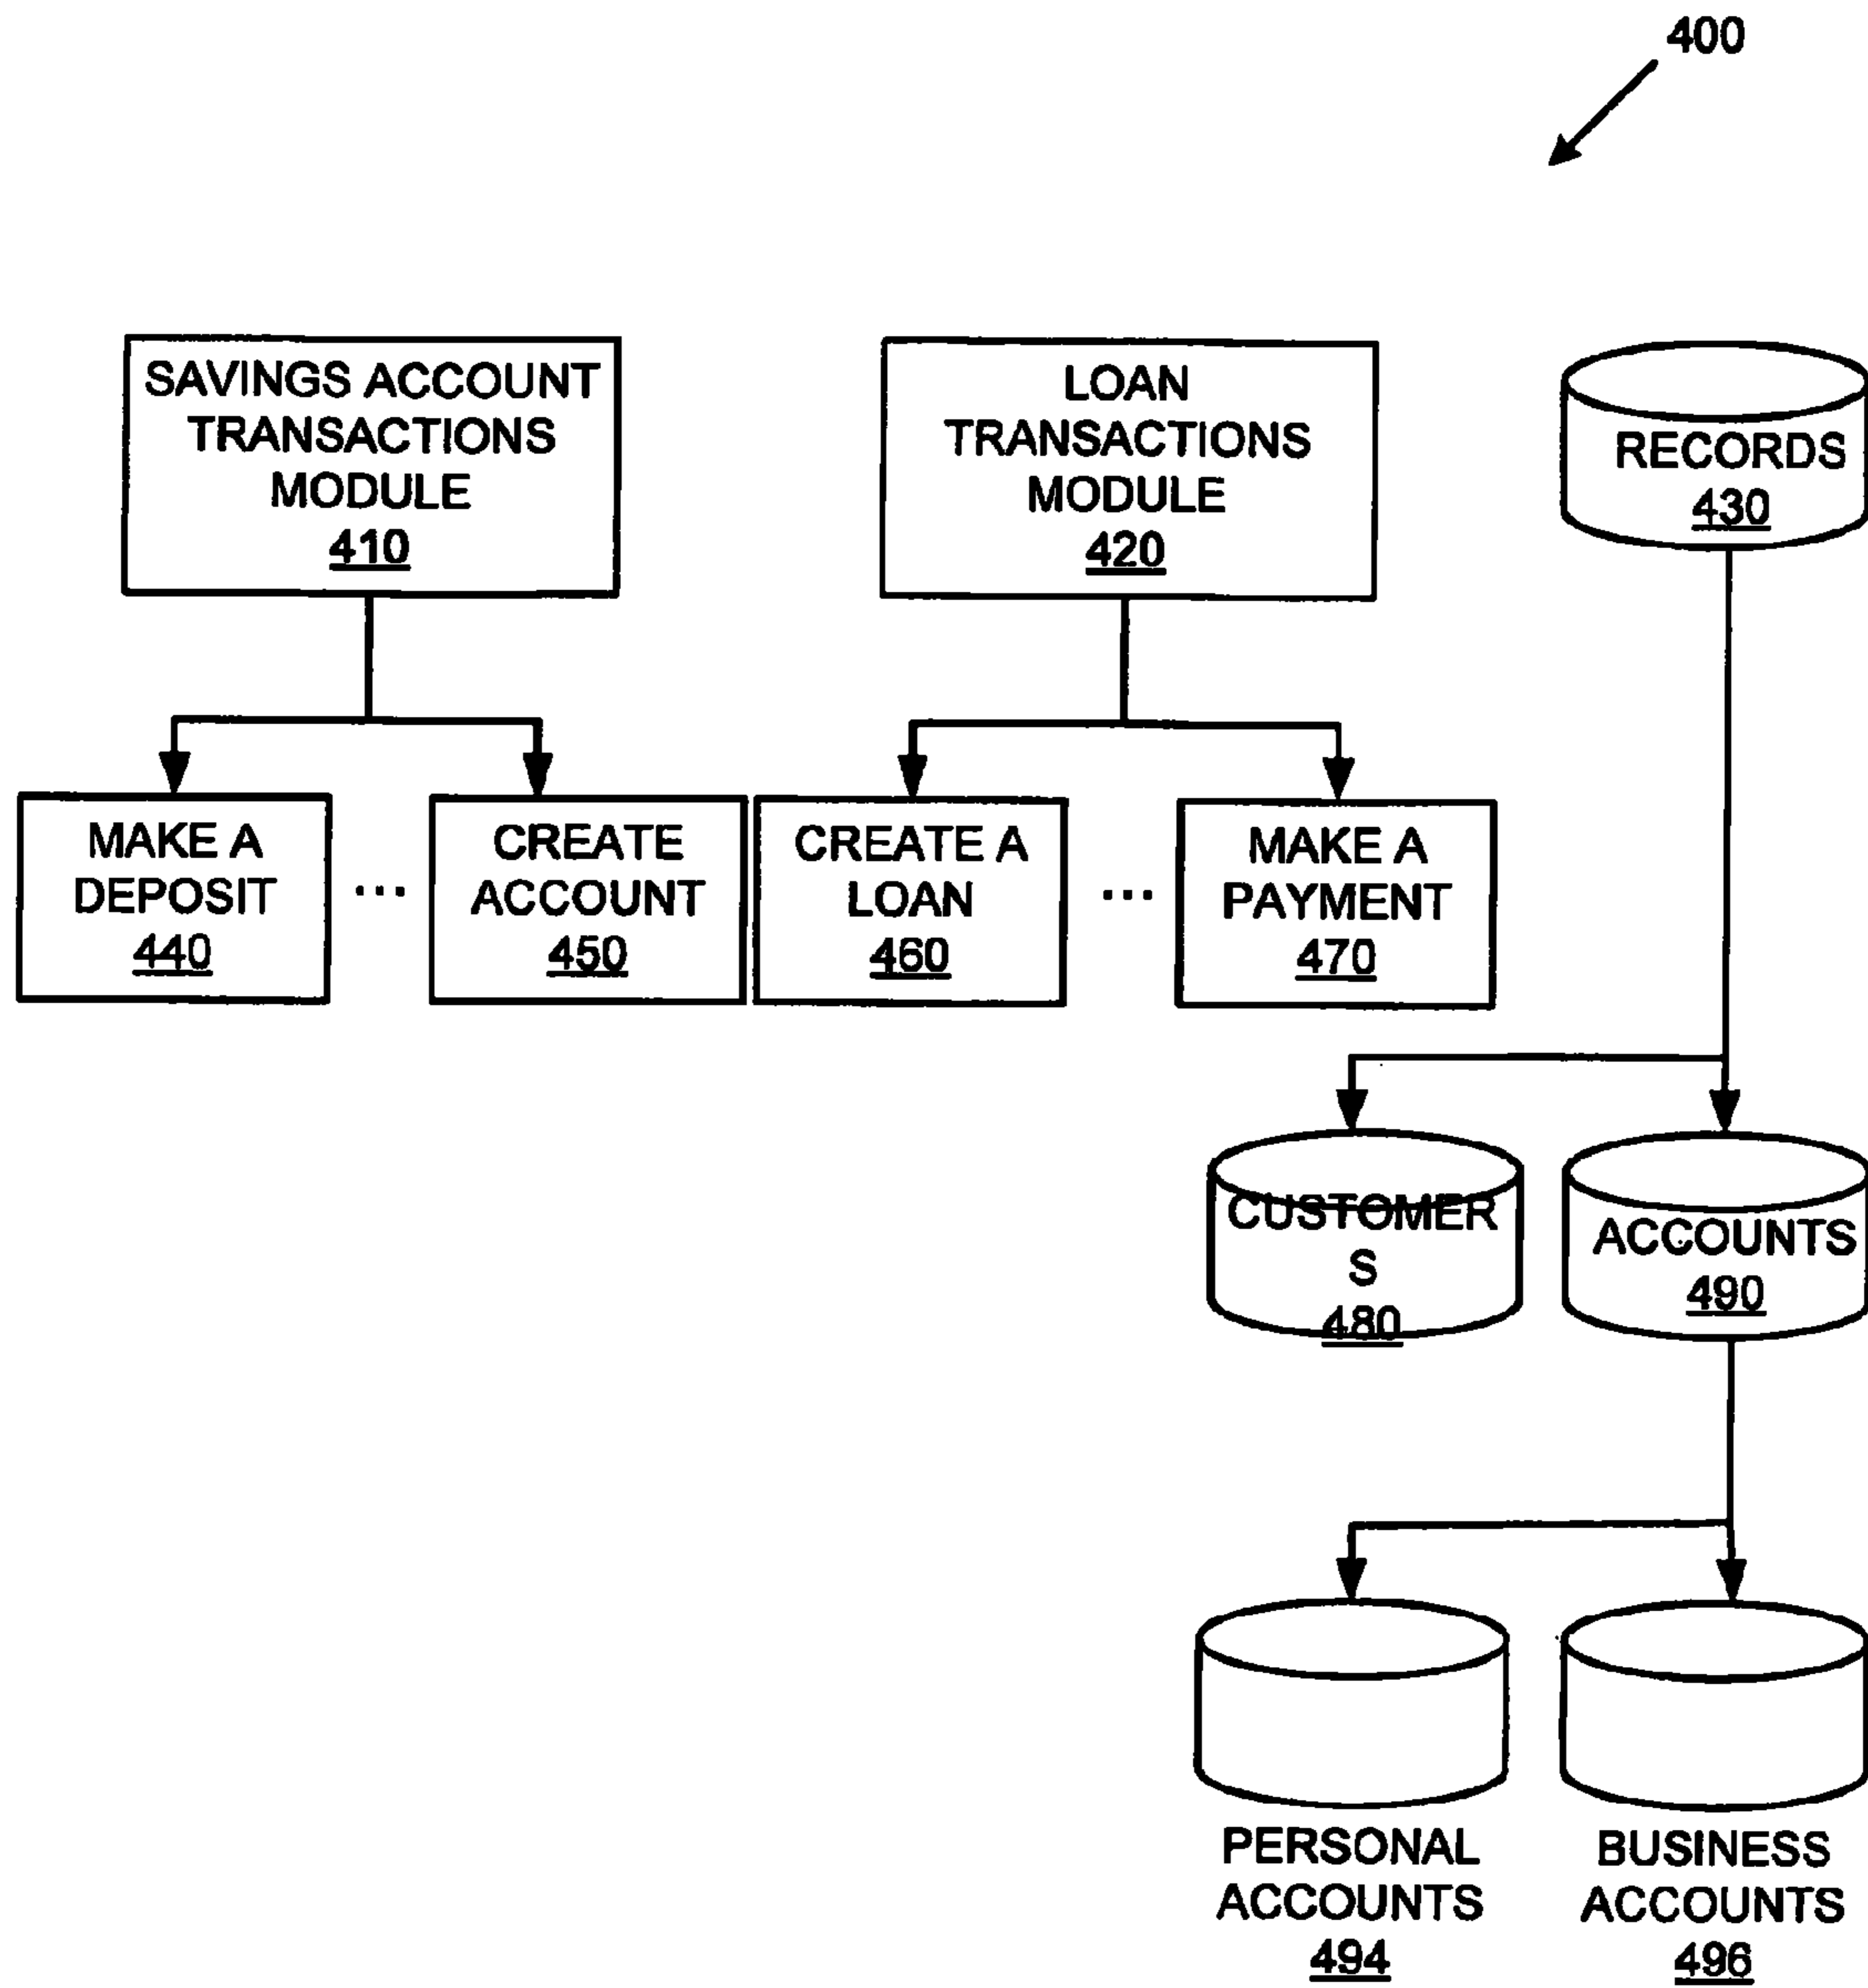 400
SAVINGS ACCOUNT
TRANSACTIONS
MODULE
410
LOAN
TRANSACTIONS
MODULE
420
RECORDS
430
MAKE A
DEPOSIT
440
...
CREATE
ACCOUNT
450
CREATE A
LOAN
460
...
MAKE A
PAYMENT
470
CUSTOMER
S
480
ACCOUNTS
490
PERSONAL
ACCOUNTS
494
BUSINESS
ACCOUNTS
496